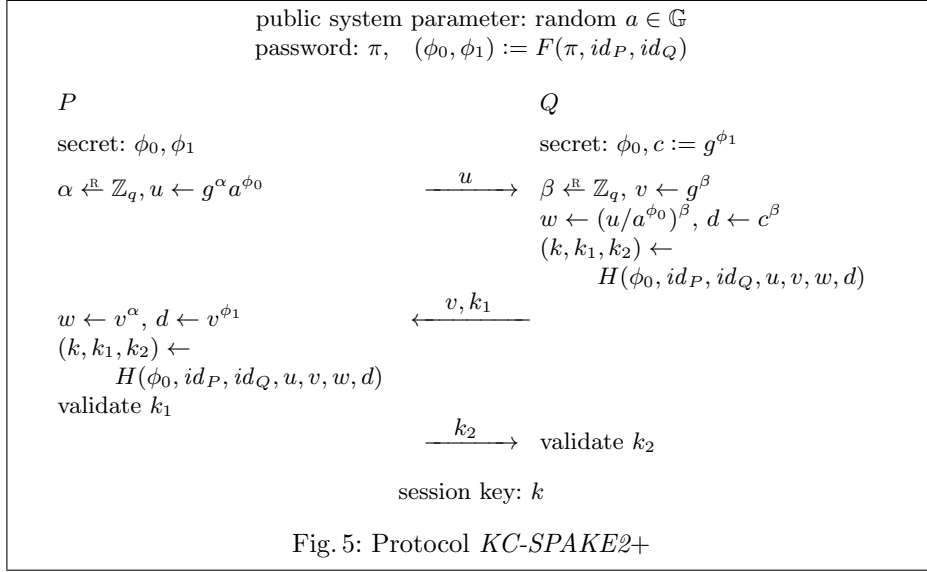 public system parameter: random a ∈ 𝔾
password: π, (ϕ₀, ϕ₁) := F(π, id_P, id_Q)
P Q
secret: ϕ₀, ϕ₁ secret: ϕ₀, c := g^{ϕ₁}
α ↞ᴿ ℤ_q, u ← g^α a^{ϕ₀} u β ↞ᴿ ℤ_q, v ← g^β
w ← (u/a^{ϕ₀})^β, d ← c^β
(k, k₁, k₂) ←
H(ϕ₀, id_P, id_Q, u, v, w, d)
w ← v^α, d ← v^{ϕ₁} v, k₁
(k, k₁, k₂) ←
H(ϕ₀, id_P, id_Q, u, v, w, d)
validate k₁
k₂ validate k₂
session key: k
Fig. 5: Protocol KC-SPAKE2+